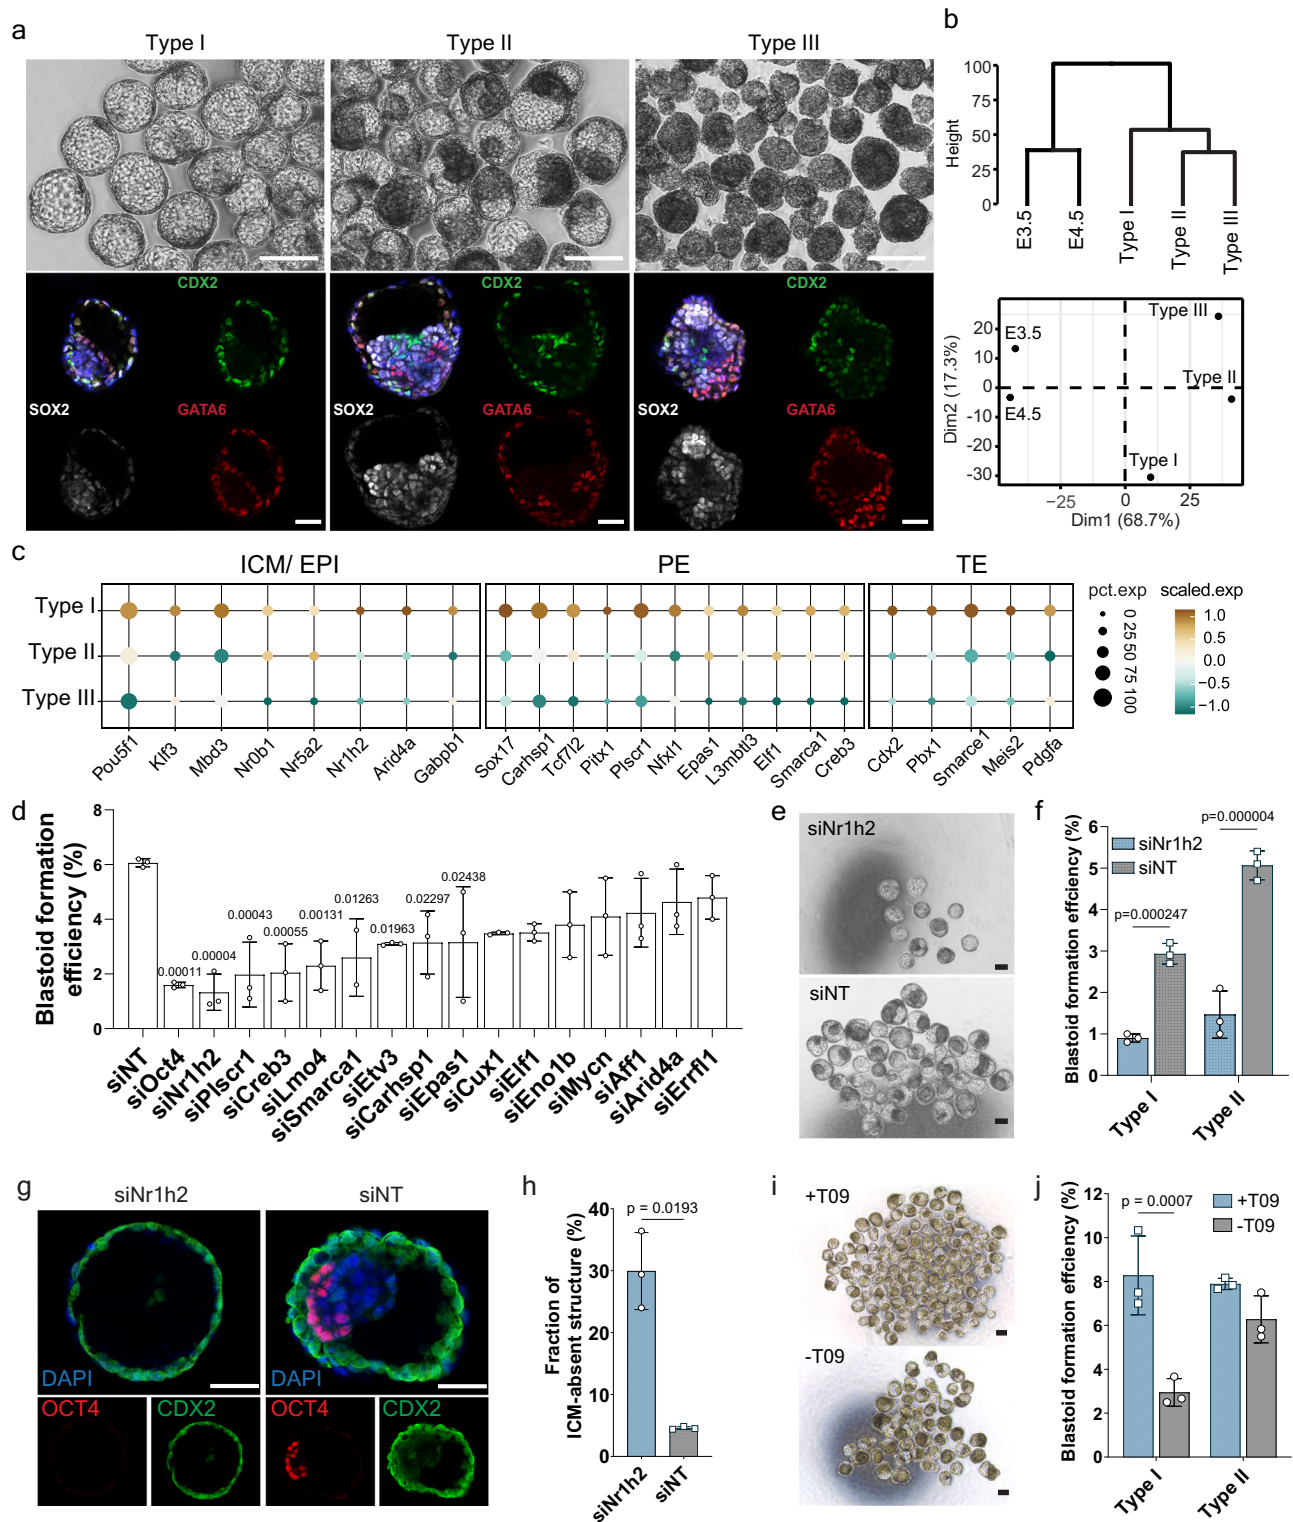 a
Type I
Type II
Type III
CDX2
CDX2
CDX2
SOX2
GATA6
SOX2
GATA6
SOX2
GATA6
b
Height
100
75
50
25
0
E3.5
E4.5
Type I
Type II
Type III
Dim2 (17.3%)
20
10
0
-10
-20
-30
Type III
E3.5
Type II
E4.5
Type I
−25
0
25
Dim1 (68.7%)
c
ICM/ EPI
PE
TE
Type I
Type II
Type III
Pou5f1
Klf3
Mbd3
Nr0b1
Nr5a2
Nr1h2
Arid4a
Gabpb1
Sox17
Carhsp1
Tcf7l2
Pitx1
Plscr1
Nfxl1
Epas1
L3mbtl3
Elf1
Smarca1
Creb3
Cdx2
Pbx1
Smarce1
Meis2
Pdgfa
pct.exp
0
25
50
75
100
scaled.exp
1.0
0.5
0.0
−0.5
−1.0
d
Blastoid formation
efficiency (%)
8
6
4
2
0
0.00011
0.00004
0.00043
0.00055
0.00131
0.01263
0.01963
0.02297
0.02438
siNT
siOct4
siNr1h2
siPlscr1
siCreb3
siLmo4
siSmarca1
siEtv3
siCarhsp1
siEpas1
siCux1
siElf1
siEno1b
siMycn
siAff1
siArid4a
siErrfl1
e
siNr1h2
siNT
f
Blastoid formation effciency (%)
6
5
4
3
2
1
0
p=0.000004
siNr1h2
siNT
p=0.000247
Type I
Type II
g
siNr1h2
siNT
DAPI
DAPI
OCT4
CDX2
OCT4
CDX2
h
Fraction of
ICM-absent structure (%)
40
30
20
10
0
p = 0.0193
siNr1h2
siNT
i
+T09
-T09
j
Blastoid formation effciency (%)
12
10
8
6
4
2
0
p = 0.0007
+T09
-T09
Type I
Type II